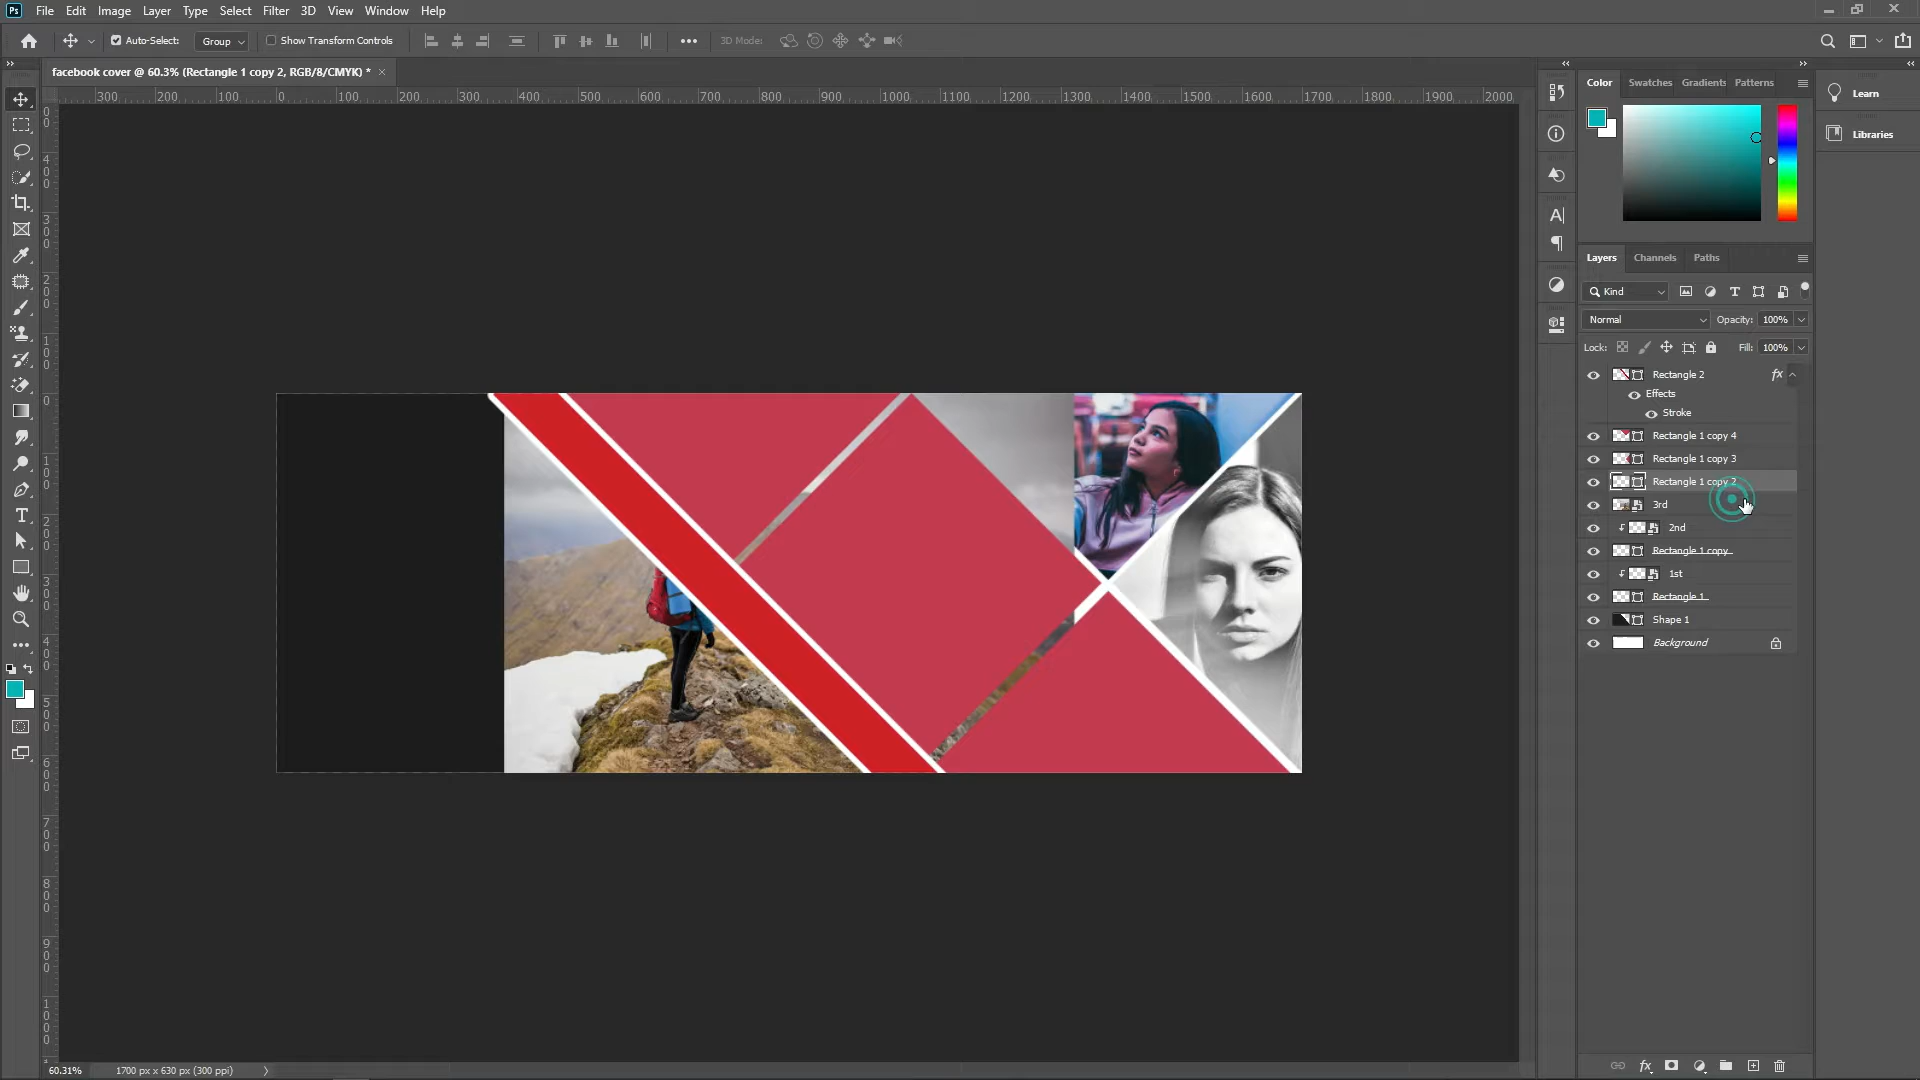 Ps File Edit Image Layer Type Select Filter 3D View Window Help
Auto-Select: Group Show Transform Controls 3D Mode:
facebook cover @ 60.3% (Rectangle 1 copy 2, RGB/8/CMYK) *
300 200 100 0 100 200 300 400 500 600 700 800 900 1000 1100 1200 1300 1400 1500 1600 1700 1800 1900 2000
Color Swatches Gradients Patterns
Learn
Libraries
Layers Channels Paths
Kind
Normal Opacity: 100%
Lock: Fill: 100%
Rectangle 2 fx
Effects
Stroke
Rectangle 1 copy 4
Rectangle 1 copy 3
Rectangle 1 copy 2
3rd
2nd
Rectangle 1 copy
1st
Rectangle 1
Shape 1
Background
60.31% 1700 px x 630 px (300 ppi)
fx